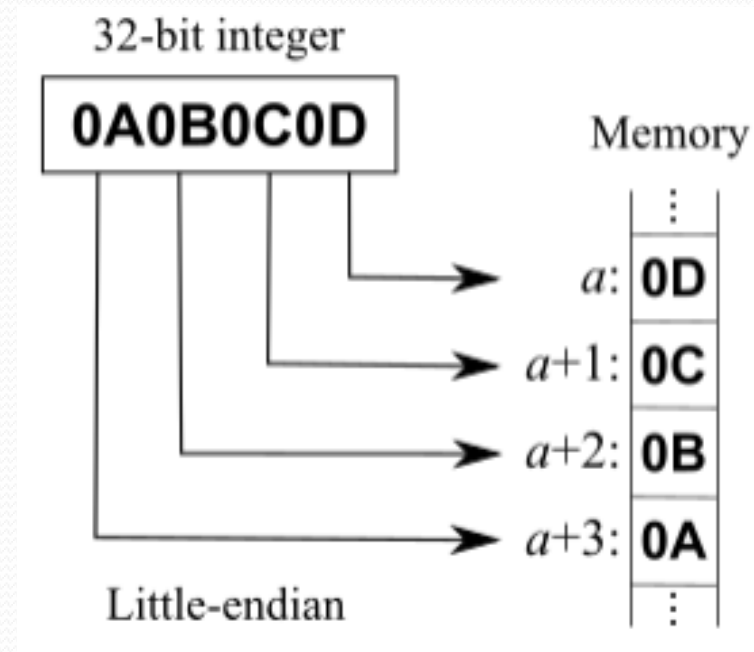 32-bit integer
0A0B0C0D
Memory
⋮
a: 0D
a+1: 0C
a+2: 0B
a+3: 0A
⋮
Little-endian